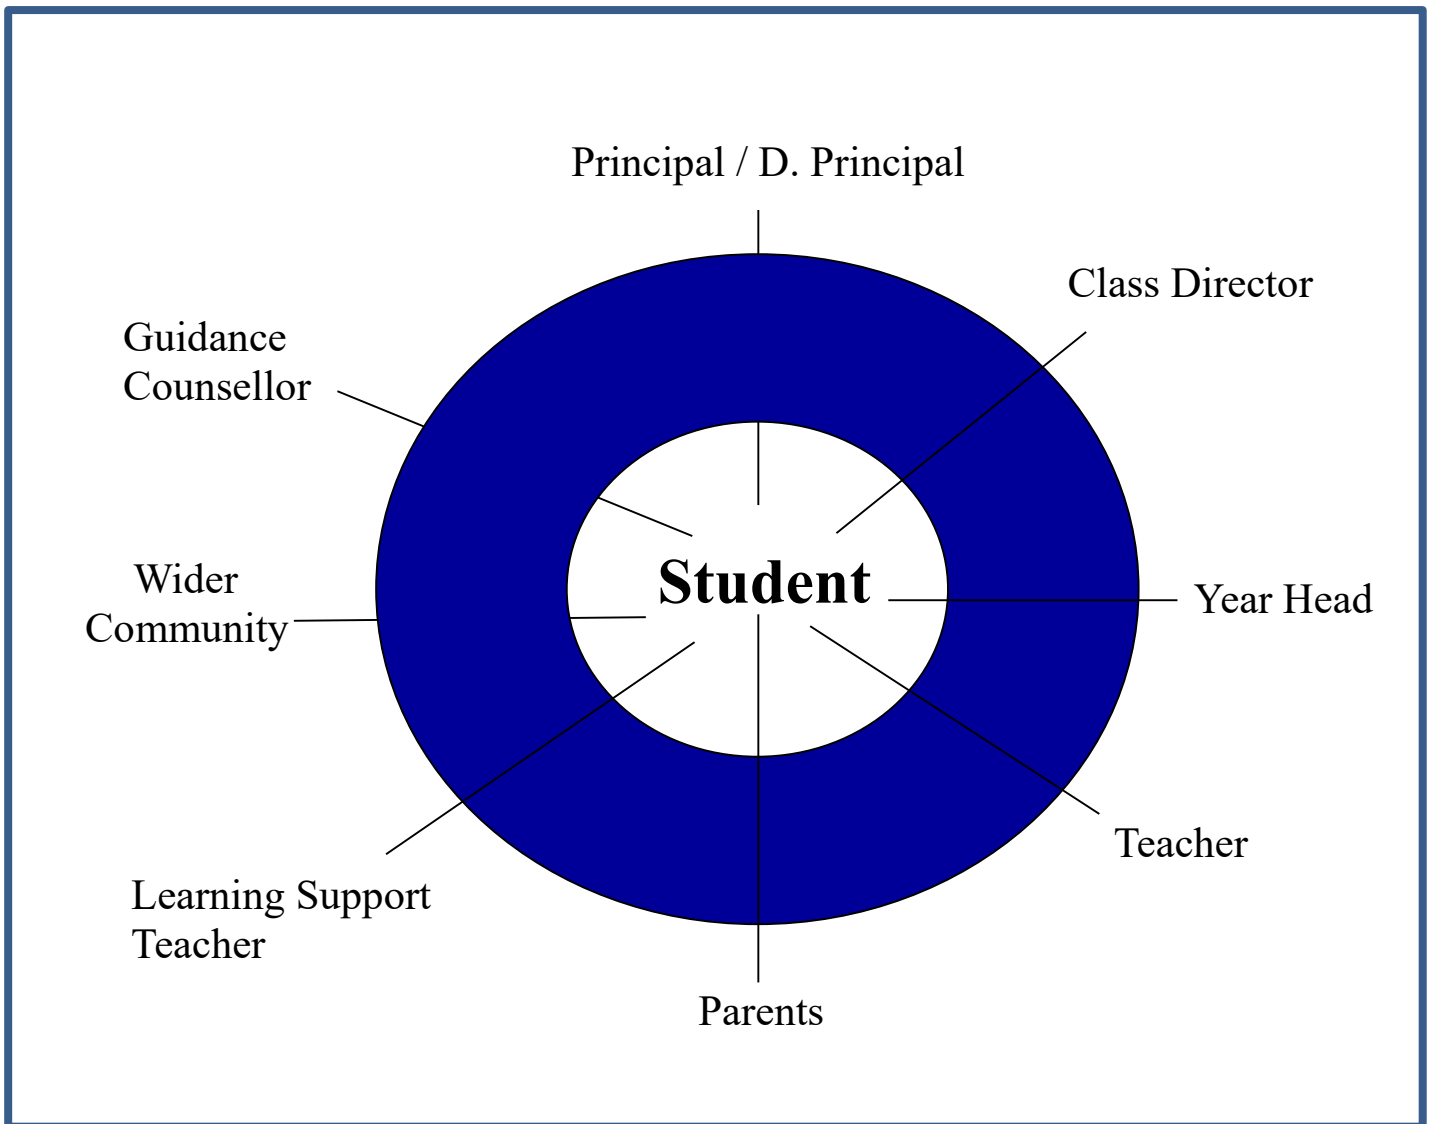 Principal / D. Principal
Class Director
Guidance
Counsellor
Student
Wider
Community
Year Head
Teacher
Learning Support
Teacher
Parents